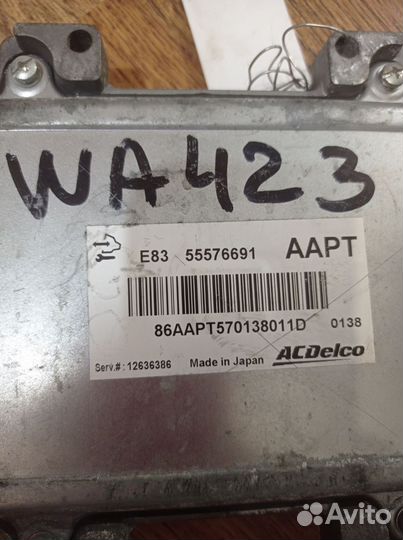 WA423
E83 55576691 AAPT
86AAPT570138011D 0138
Serv.#: 12636386 Made in Japan ACDelco
Avito